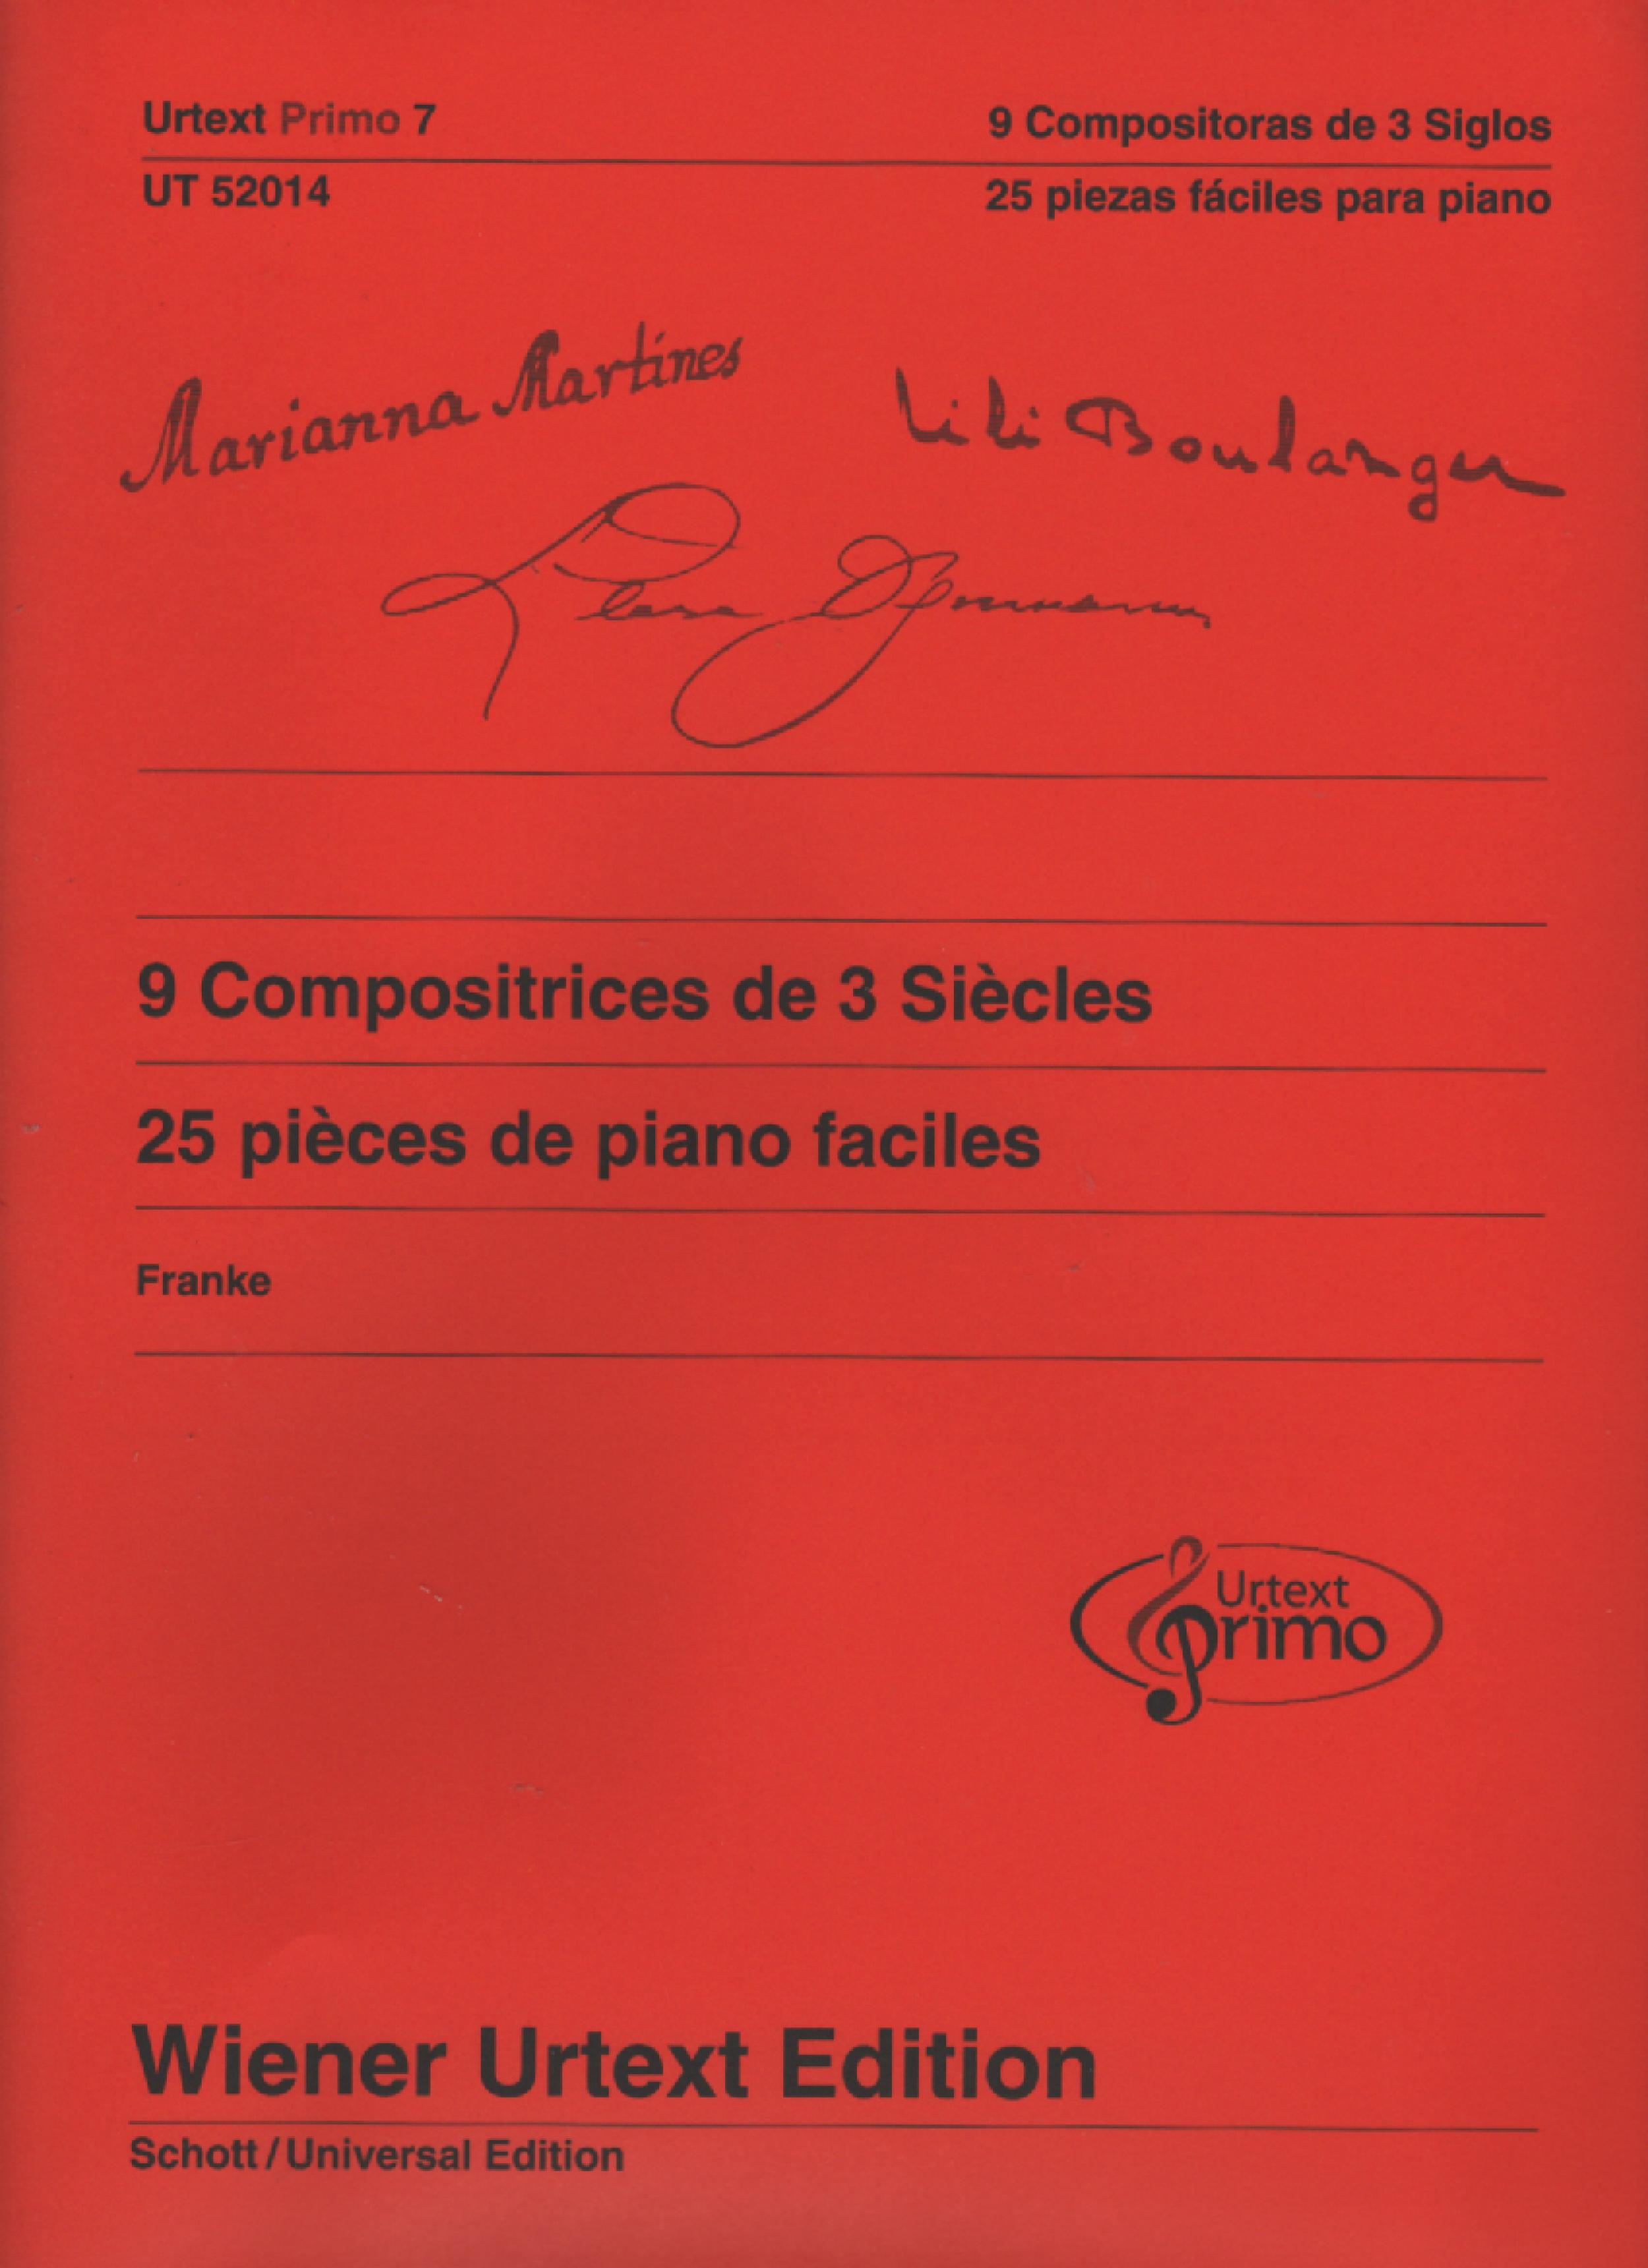 Urtext Primo 7
9 Compositoras de 3 Siglos
UT 52014
25 piezas fáciles para piano
Marianna Martines
Lili Boulanger
Clara Schumann
9 Compositrices de 3 Siècles
25 pièces de piano faciles
Franke
Urtext
Primo
Wiener Urtext Edition
Schott / Universal Edition